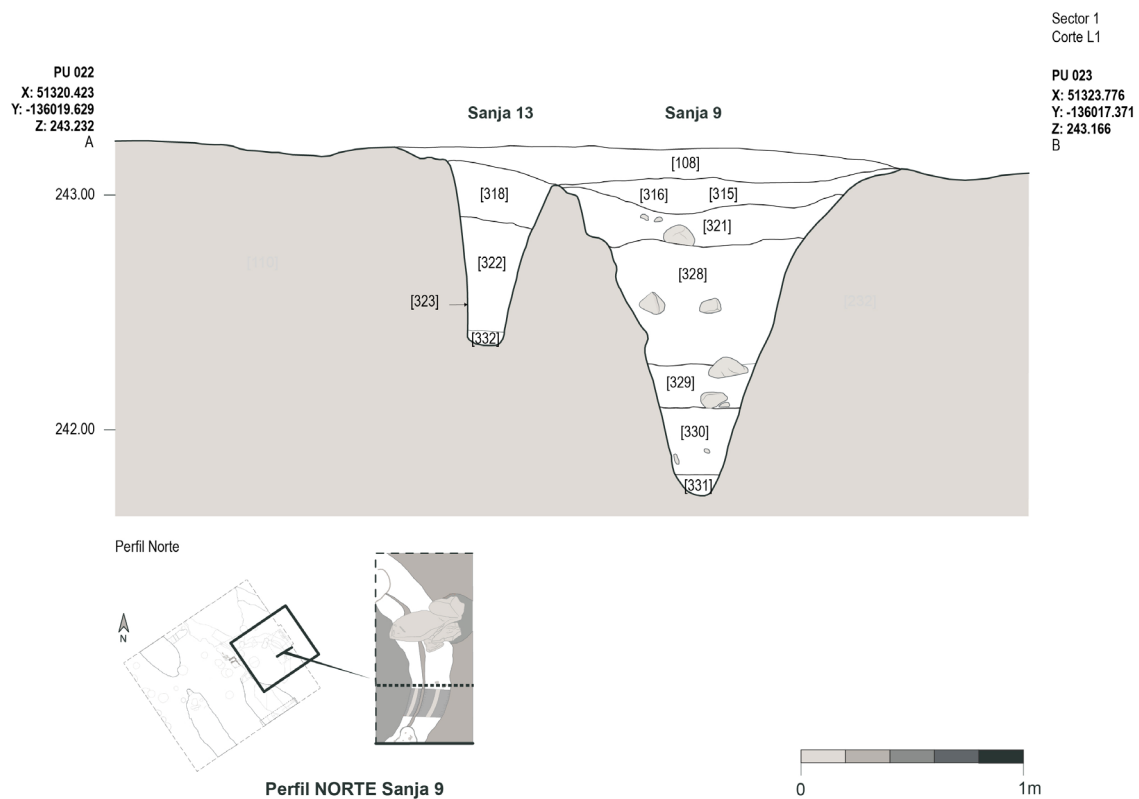 Sector 1
Corte L1
PU 022
X: 51320.423
Y: -136019.629
Z: 243.232
A
PU 023
X: 51323.776
Y: -136017.371
Z: 243.166
B
Sanja 13
Sanja 9
[108]
243.00
[318]
[316]
[315]
[321]
[322]
[110]
[328]
[323]
[332]
[329]
242.00
[330]
[331]
Perfil Norte
N
Perfil NORTE Sanja 9
0
1m